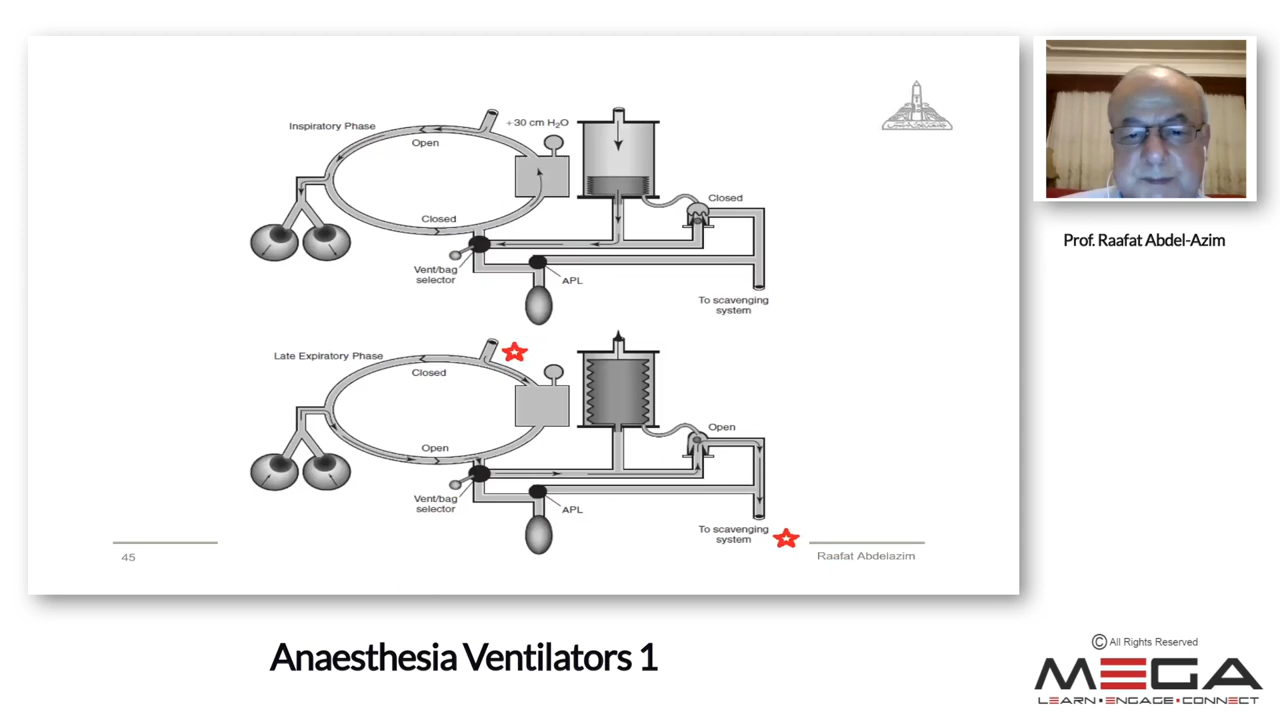 Inspiratory Phase
+30 cm H₂O
Open
Closed
Closed
Vent/bag
selector
APL
To scavenging
system
Late Expiratory Phase
Closed
Open
Open
Vent/bag
selector
APL
To scavenging
system
45
Raafat Abdelazim
Prof. Raafat Abdel-Azim
Anaesthesia Ventilators 1
© All Rights Reserved
MEGA
LEARN • ENGAGE • CONNECT